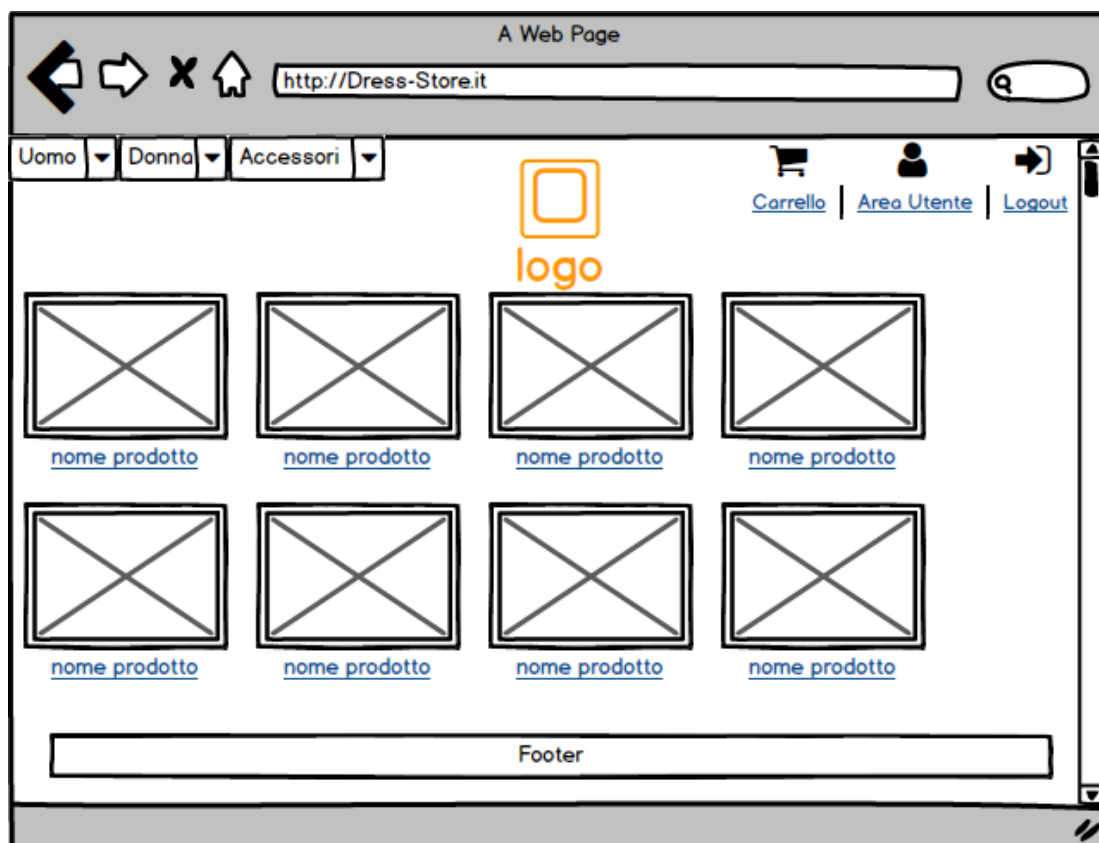 A Web Page
http://Dress-Store.it
Uomo Donna Accessori
Carrello Area Utente Logout
logo
nome prodotto nome prodotto nome prodotto nome prodotto
nome prodotto nome prodotto nome prodotto nome prodotto
Footer